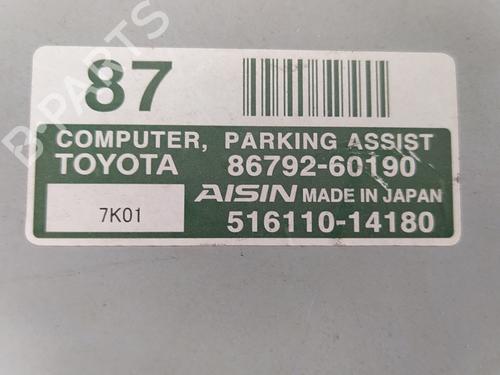 87
COMPUTER, PARKING ASSIST
TOYOTA 86792-60190
7K01 AISIN MADE IN JAPAN
516110-14180
B-PARTS